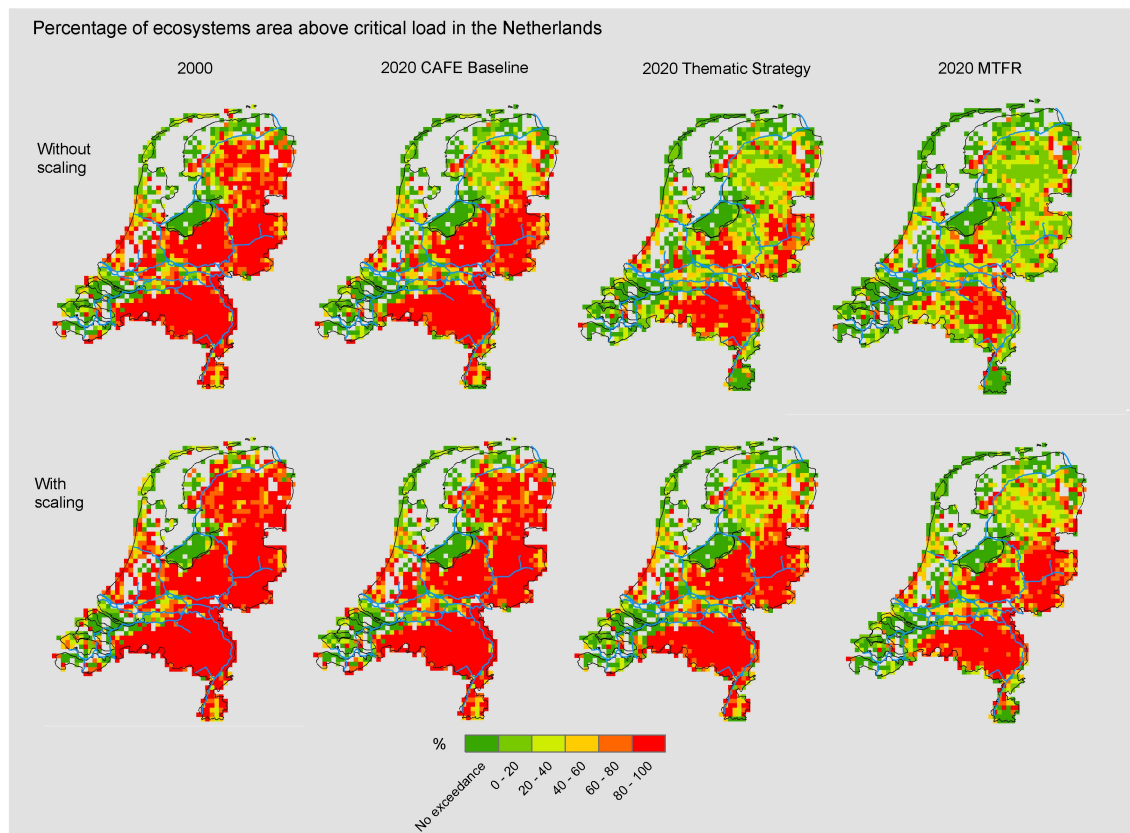 Percentage of ecosystems area above critical load in the Netherlands
2000
2020 CAFE Baseline
2020 Thematic Strategy
2020 MTFR
Without
scaling
With
scaling
%
No exceedance
0 - 20
20 - 40
40 - 60
60 - 80
80 - 100